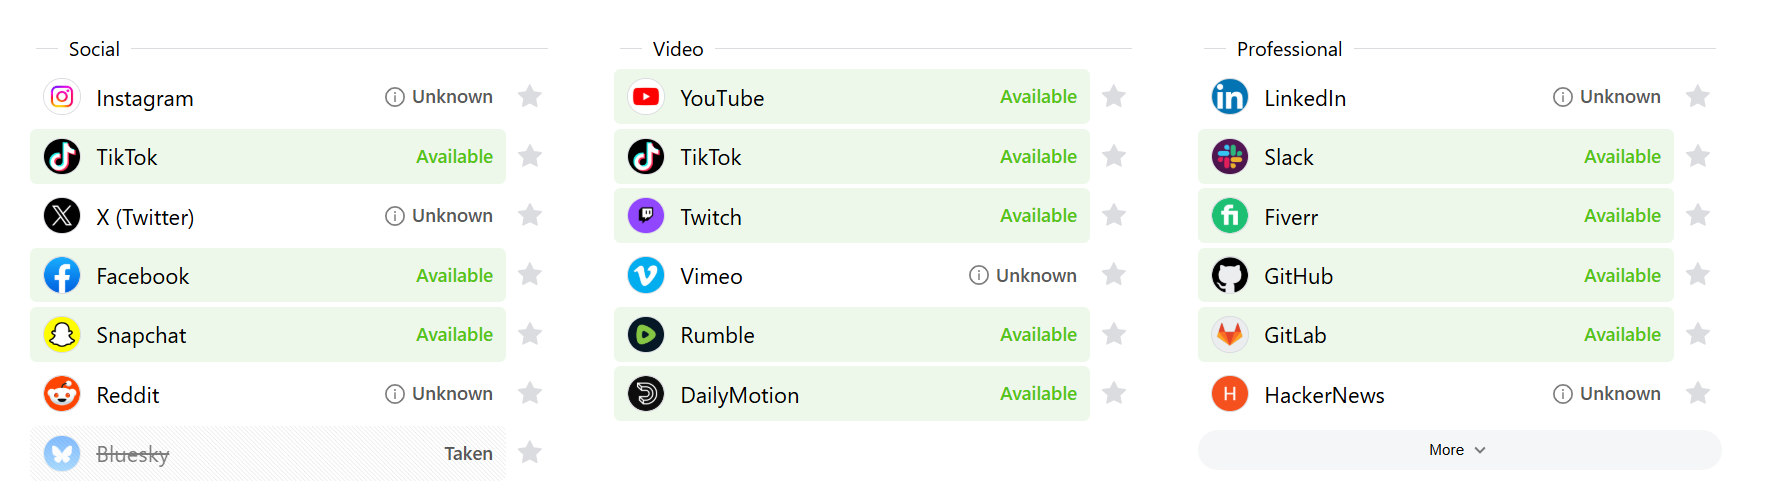 Social
Instagram Unknown
TikTok Available
X (Twitter) Unknown
Facebook Available
Snapchat Available
Reddit Unknown
Bluesky Taken
Video
YouTube Available
TikTok Available
Twitch Available
Vimeo Unknown
Rumble Available
DailyMotion Available
Professional
LinkedIn Unknown
Slack Available
Fiverr Available
GitHub Available
GitLab Available
H HackerNews Unknown
More